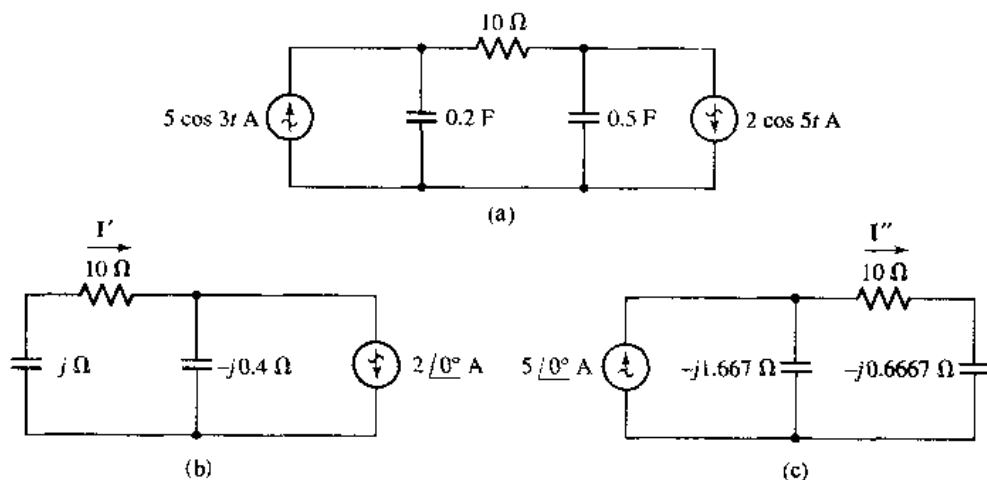 10 Ω
5 cos 3t A
0.2 F
0.5 F
2 cos 5t A
(a)
I′
10 Ω
j Ω
-j0.4 Ω
2 /0° A
(b)
I″
10 Ω
5 /0° A
-j1.667 Ω
-j0.6667 Ω
(c)